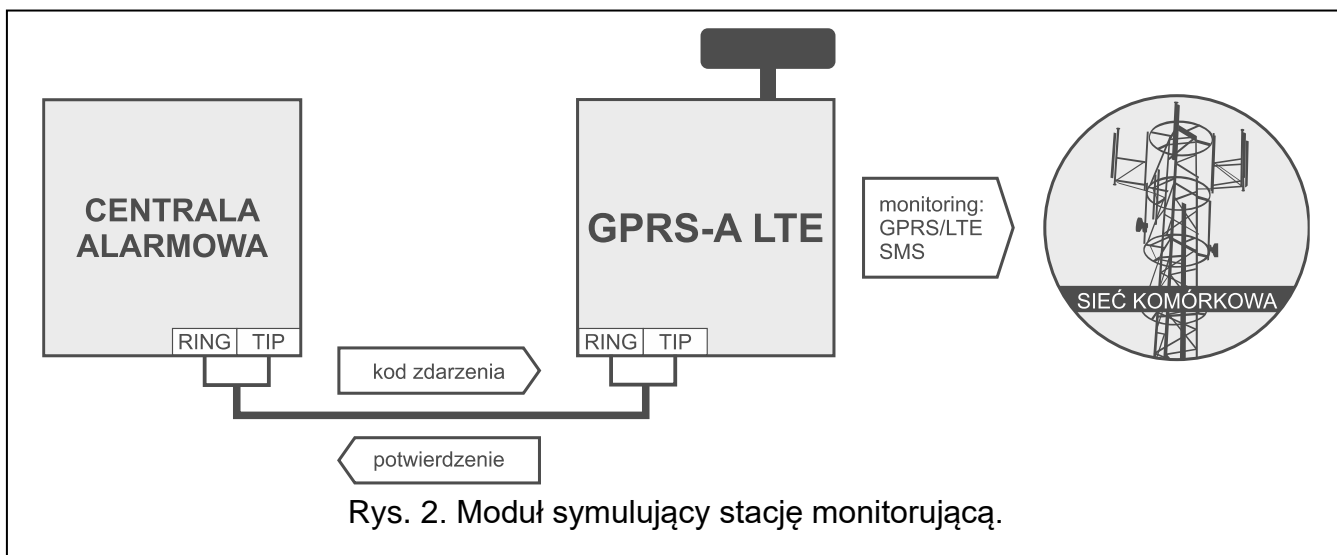 CENTRALA
ALARMOWA
RING TIP
GPRS-A LTE
RING TIP
monitoring:
GPRS/LTE
SMS
SIEĆ KOMÓRKOWA
kod zdarzenia
potwierdzenie
Rys. 2. Moduł symulujący stację monitorującą.